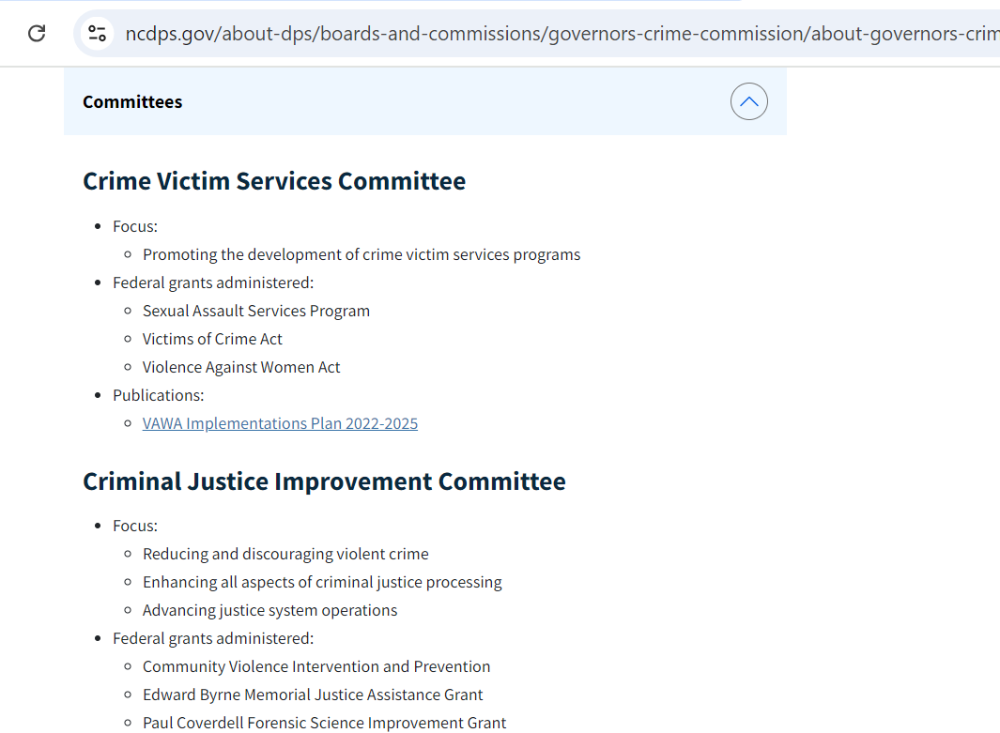 ncdps.gov/about-dps/boards-and-commissions/governors-crime-commission/about-governors-crim
Committees
Crime Victim Services Committee
Focus:
Promoting the development of crime victim services programs
Federal grants administered:
Sexual Assault Services Program
Victims of Crime Act
Violence Against Women Act
Publications:
VAWA Implementations Plan 2022-2025
Criminal Justice Improvement Committee
Focus:
Reducing and discouraging violent crime
Enhancing all aspects of criminal justice processing
Advancing justice system operations
Federal grants administered:
Community Violence Intervention and Prevention
Edward Byrne Memorial Justice Assistance Grant
Paul Coverdell Forensic Science Improvement Grant